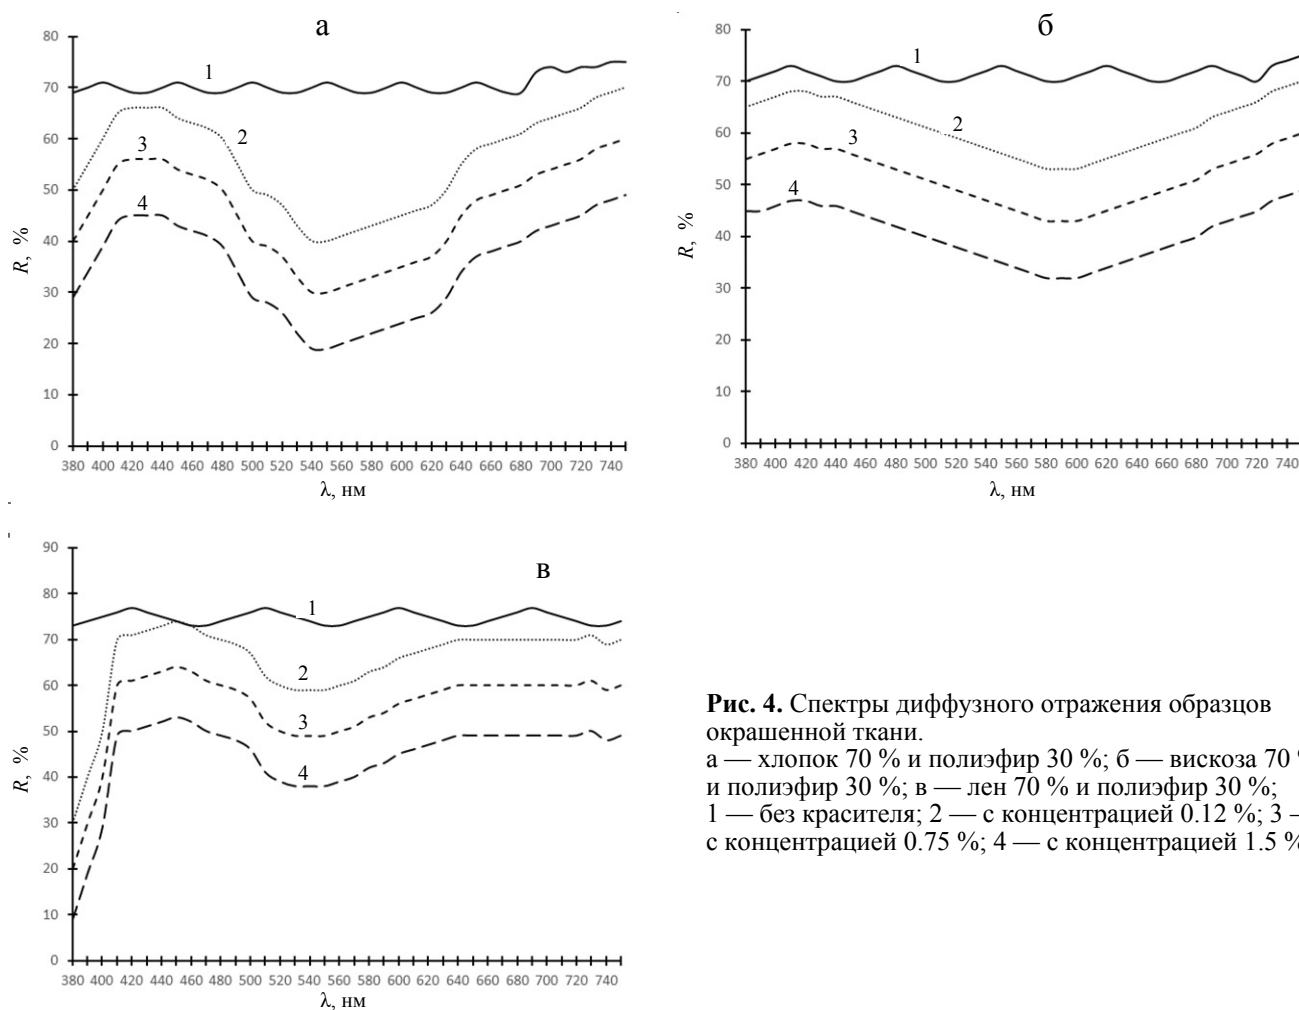 а
80
70
60
50
40
30
20
10
0
R, %
1
2
3
4
380 400 420 440 460 480 500 520 540 560 580 600 620 640 660 680 700 720 740
λ, нм
б
80
70
60
50
40
30
20
10
0
R, %
1
2
3
4
380 400 420 440 460 480 500 520 540 560 580 600 620 640 660 680 700 720 740
λ, нм
в
90
80
70
60
50
40
30
20
10
0
R, %
1
2
3
4
380 400 420 440 460 480 500 520 540 560 580 600 620 640 660 680 700 720 740
λ, нм
Рис. 4. Спектры диффузного отражения образцов
окрашенной ткани.
а — хлопок 70 % и полиэфир 30 %; б — вискоза 70 %
и полиэфир 30 %; в — лен 70 % и полиэфир 30 %;
1 — без красителя; 2 — с концентрацией 0.12 %; 3 —
с концентрацией 0.75 %; 4 — с концентрацией 1.5 %